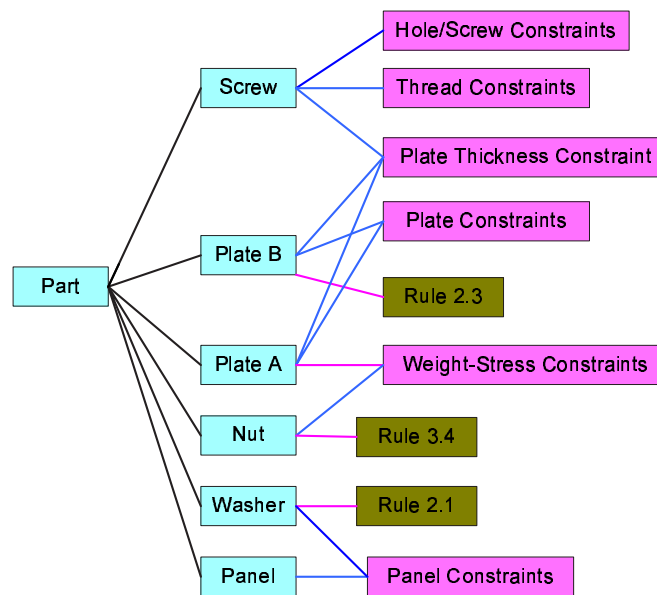 Hole/Screw Constraints
Screw
Thread Constraints
Plate Thickness Constraint
Plate Constraints
Plate B
Part
Rule 2.3
Plate A
Weight-Stress Constraints
Nut
Rule 3.4
Washer
Rule 2.1
Panel
Panel Constraints